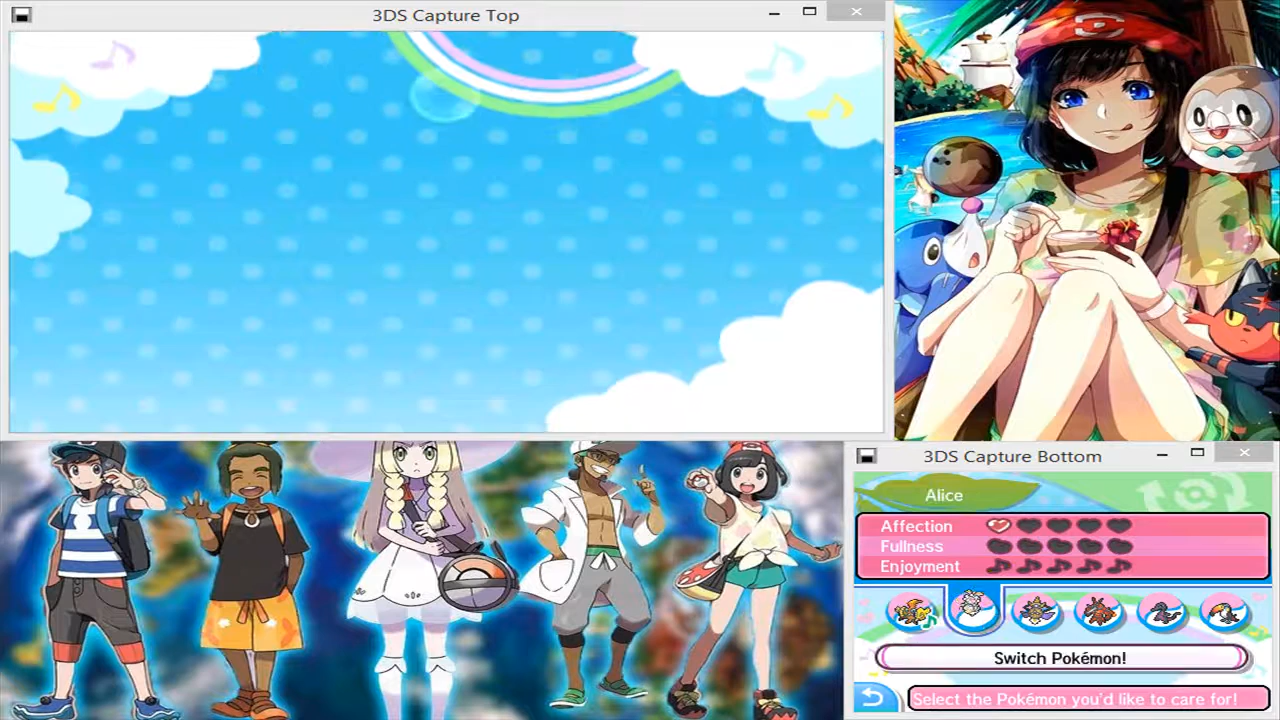 3DS Capture Top
3DS Capture Bottom
Alice
Affection
Fullness
Enjoyment
Switch Pokémon!
Select the Pokémon you'd like to care for!